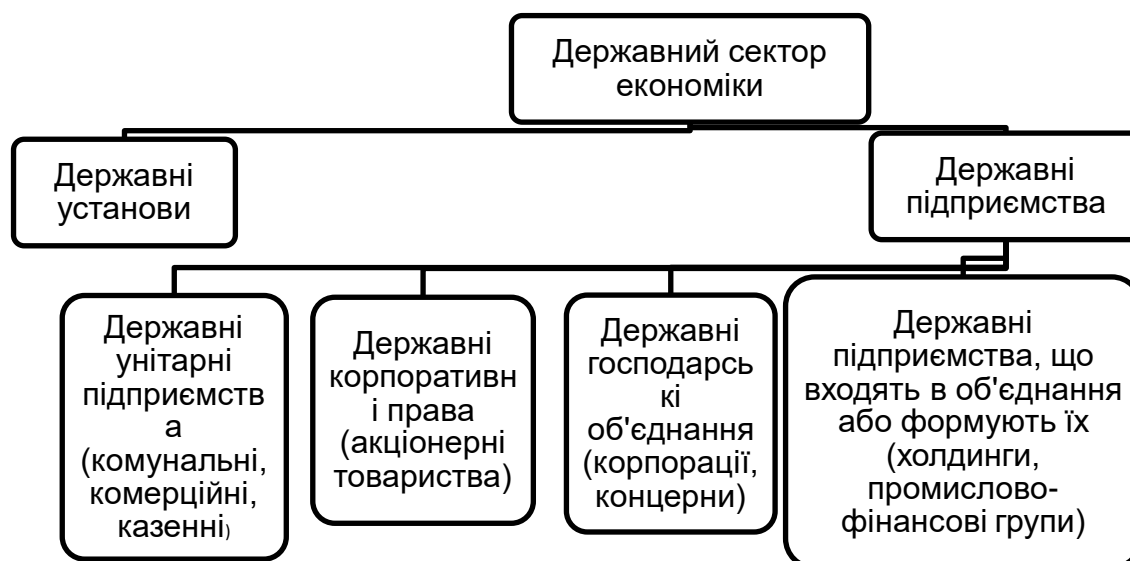 Державний сектор
економіки
Державні
установи
Державні
підприємства
Державні
унітарні
підприємств
а
(комунальні,
комерційні,
казенні)
Державні
корпоративн
і права
(акціонерні
товариства)
Державні
господарсь
кі
об'єднання
(корпорації,
концерни)
Державні
підприємства, що
входять в об'єднання
або формують їх
(холдинги,
промислово-
фінансові групи)